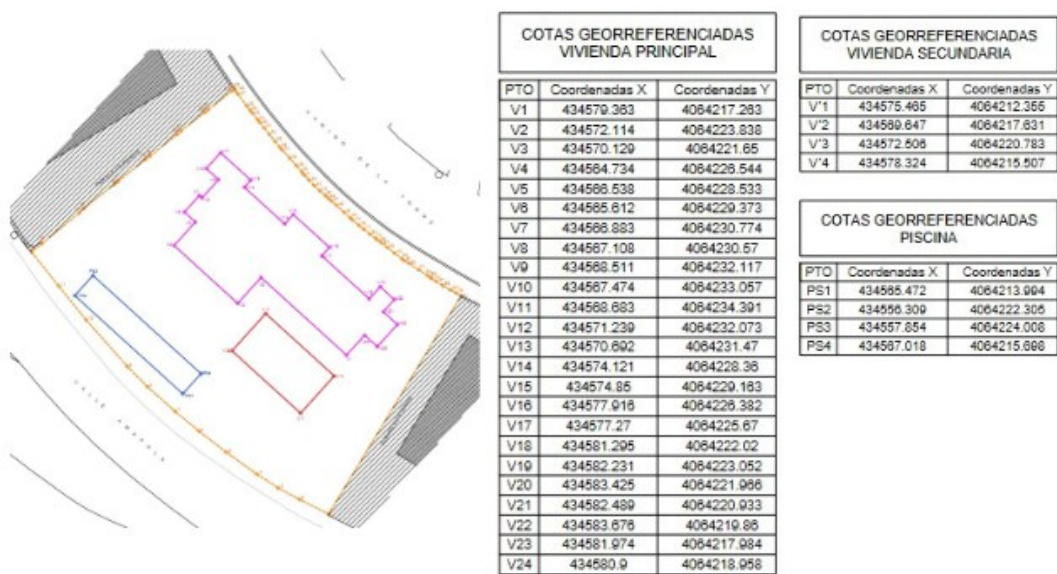 CAMINO DE LA TORRE
CALLE AMAPOLA
COTAS GEORREFERENCIADAS
VIVIENDA PRINCIPAL
PTO Coordenadas X Coordenadas Y
V1 434579.363 4064217.263
V2 434572.114 4064223.838
V3 434570.129 4064221.65
V4 434564.734 4064226.544
V5 434566.538 4064228.533
V6 434565.612 4064229.373
V7 434566.883 4064230.774
V8 434567.108 4064230.57
V9 434568.511 4064232.117
V10 434567.474 4064233.057
V11 434568.683 4064234.391
V12 434571.239 4064232.073
V13 434570.692 4064231.47
V14 434574.121 4064228.36
V15 434574.85 4064229.163
V16 434577.916 4064226.382
V17 434577.27 4064225.67
V18 434581.295 4064222.02
V19 434582.231 4064223.052
V20 434583.425 4064221.966
V21 434582.489 4064220.933
V22 434583.676 4064219.86
V23 434581.974 4064217.984
V24 434580.9 4064218.958
COTAS GEORREFERENCIADAS
VIVIENDA SECUNDARIA
PTO Coordenadas X Coordenadas Y
V'1 434575.465 4064212.355
V'2 434569.647 4064217.631
V'3 434572.506 4064220.783
V'4 434578.324 4064215.507
COTAS GEORREFERENCIADAS
PISCINA
PTO Coordenadas X Coordenadas Y
PS1 434565.472 4064213.994
PS2 434556.309 4064222.305
PS3 434557.854 4064224.008
PS4 434567.018 4064215.698